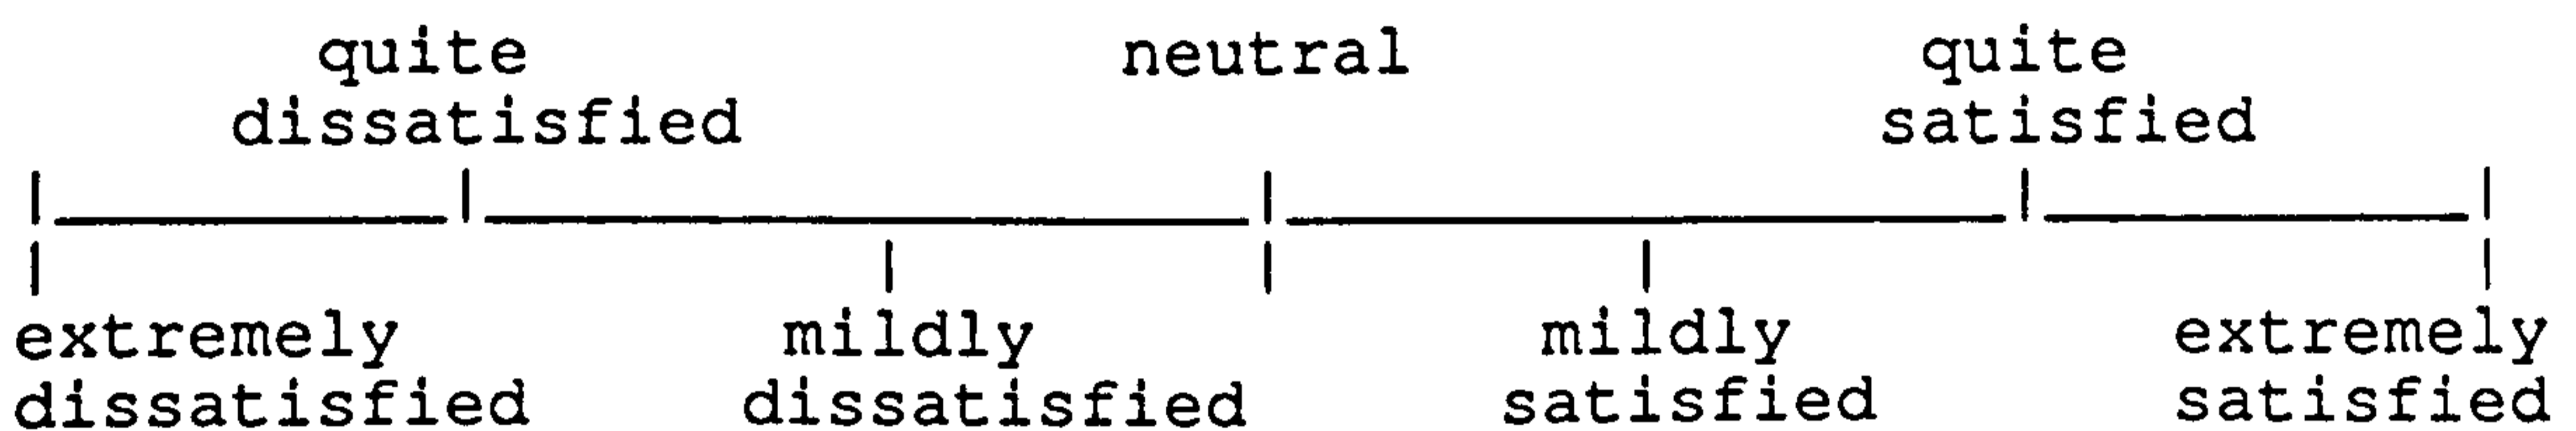 quite neutral quite
dissatisfied satisfied
extremely mildly mildly extremely
dissatisfied dissatisfied satisfied satisfied